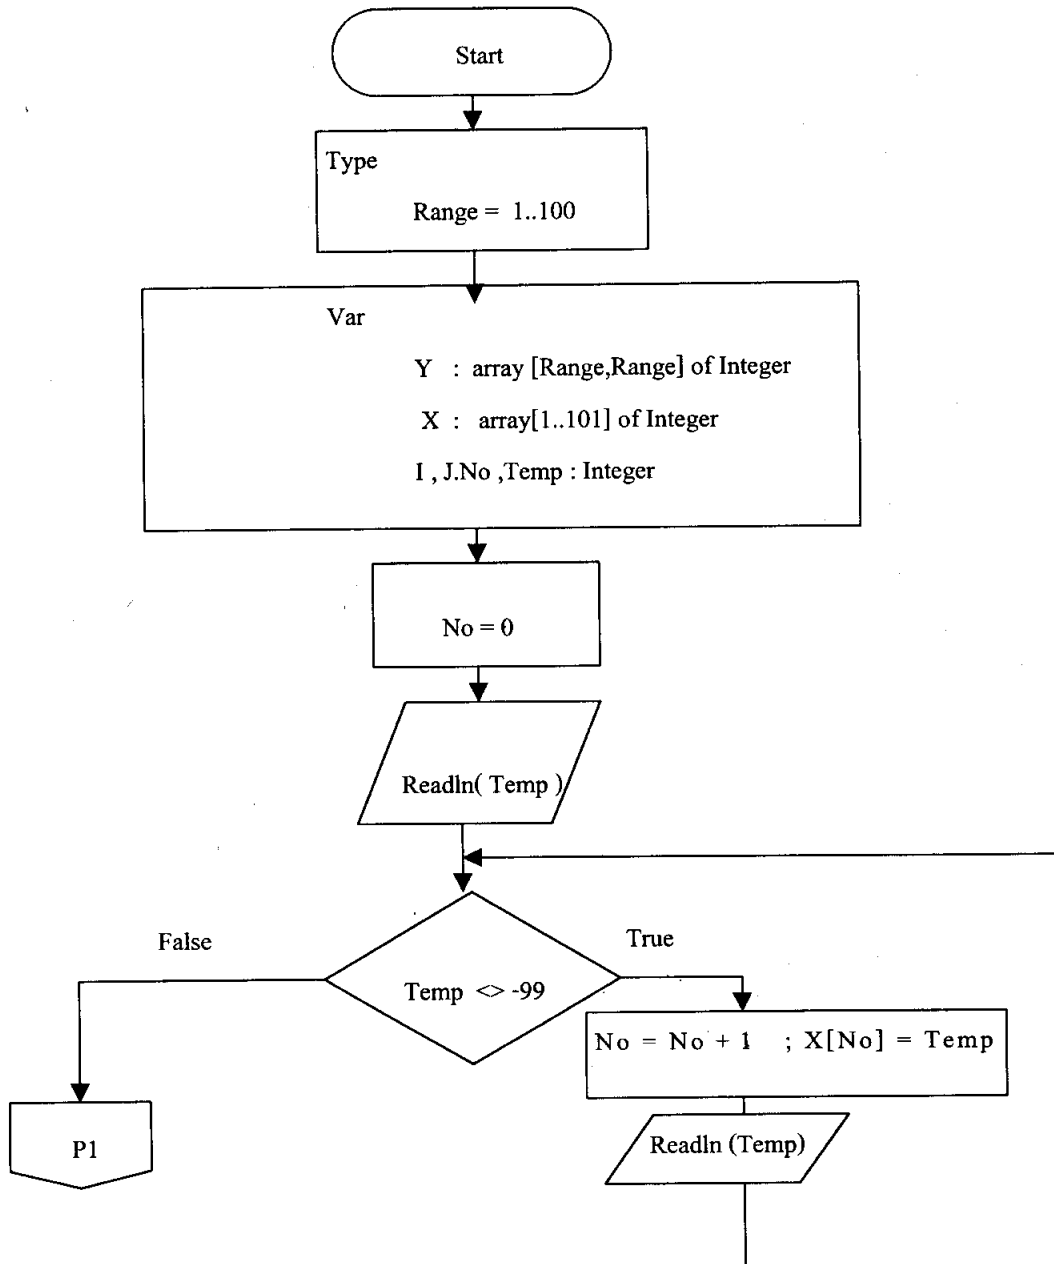 Start
Type
Range = 1..100
Var
Y : array [Range,Range] of Integer
X : array[1..101] of Integer
I , J.No ,Temp : Integer
No = 0
Readln( Temp )
False
True
Temp <> -99
No = No + 1 ; X[No] = Temp
P1
Readln (Temp)